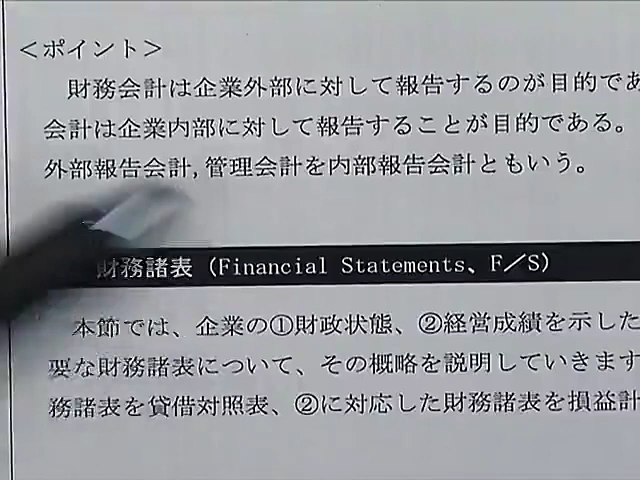 ＜ポイント＞
財務会計は企業外部に対して報告するのが目的であ
会計は企業内部に対して報告することが目的である。
外部報告会計,管理会計を内部報告会計ともいう。
財務諸表（Financial Statements、F／S）
本節では、企業の①財政状態、②経営成績を示した
要な財務諸表について、その概略を説明していきます
務諸表を貸借対照表、②に対応した財務諸表を損益計